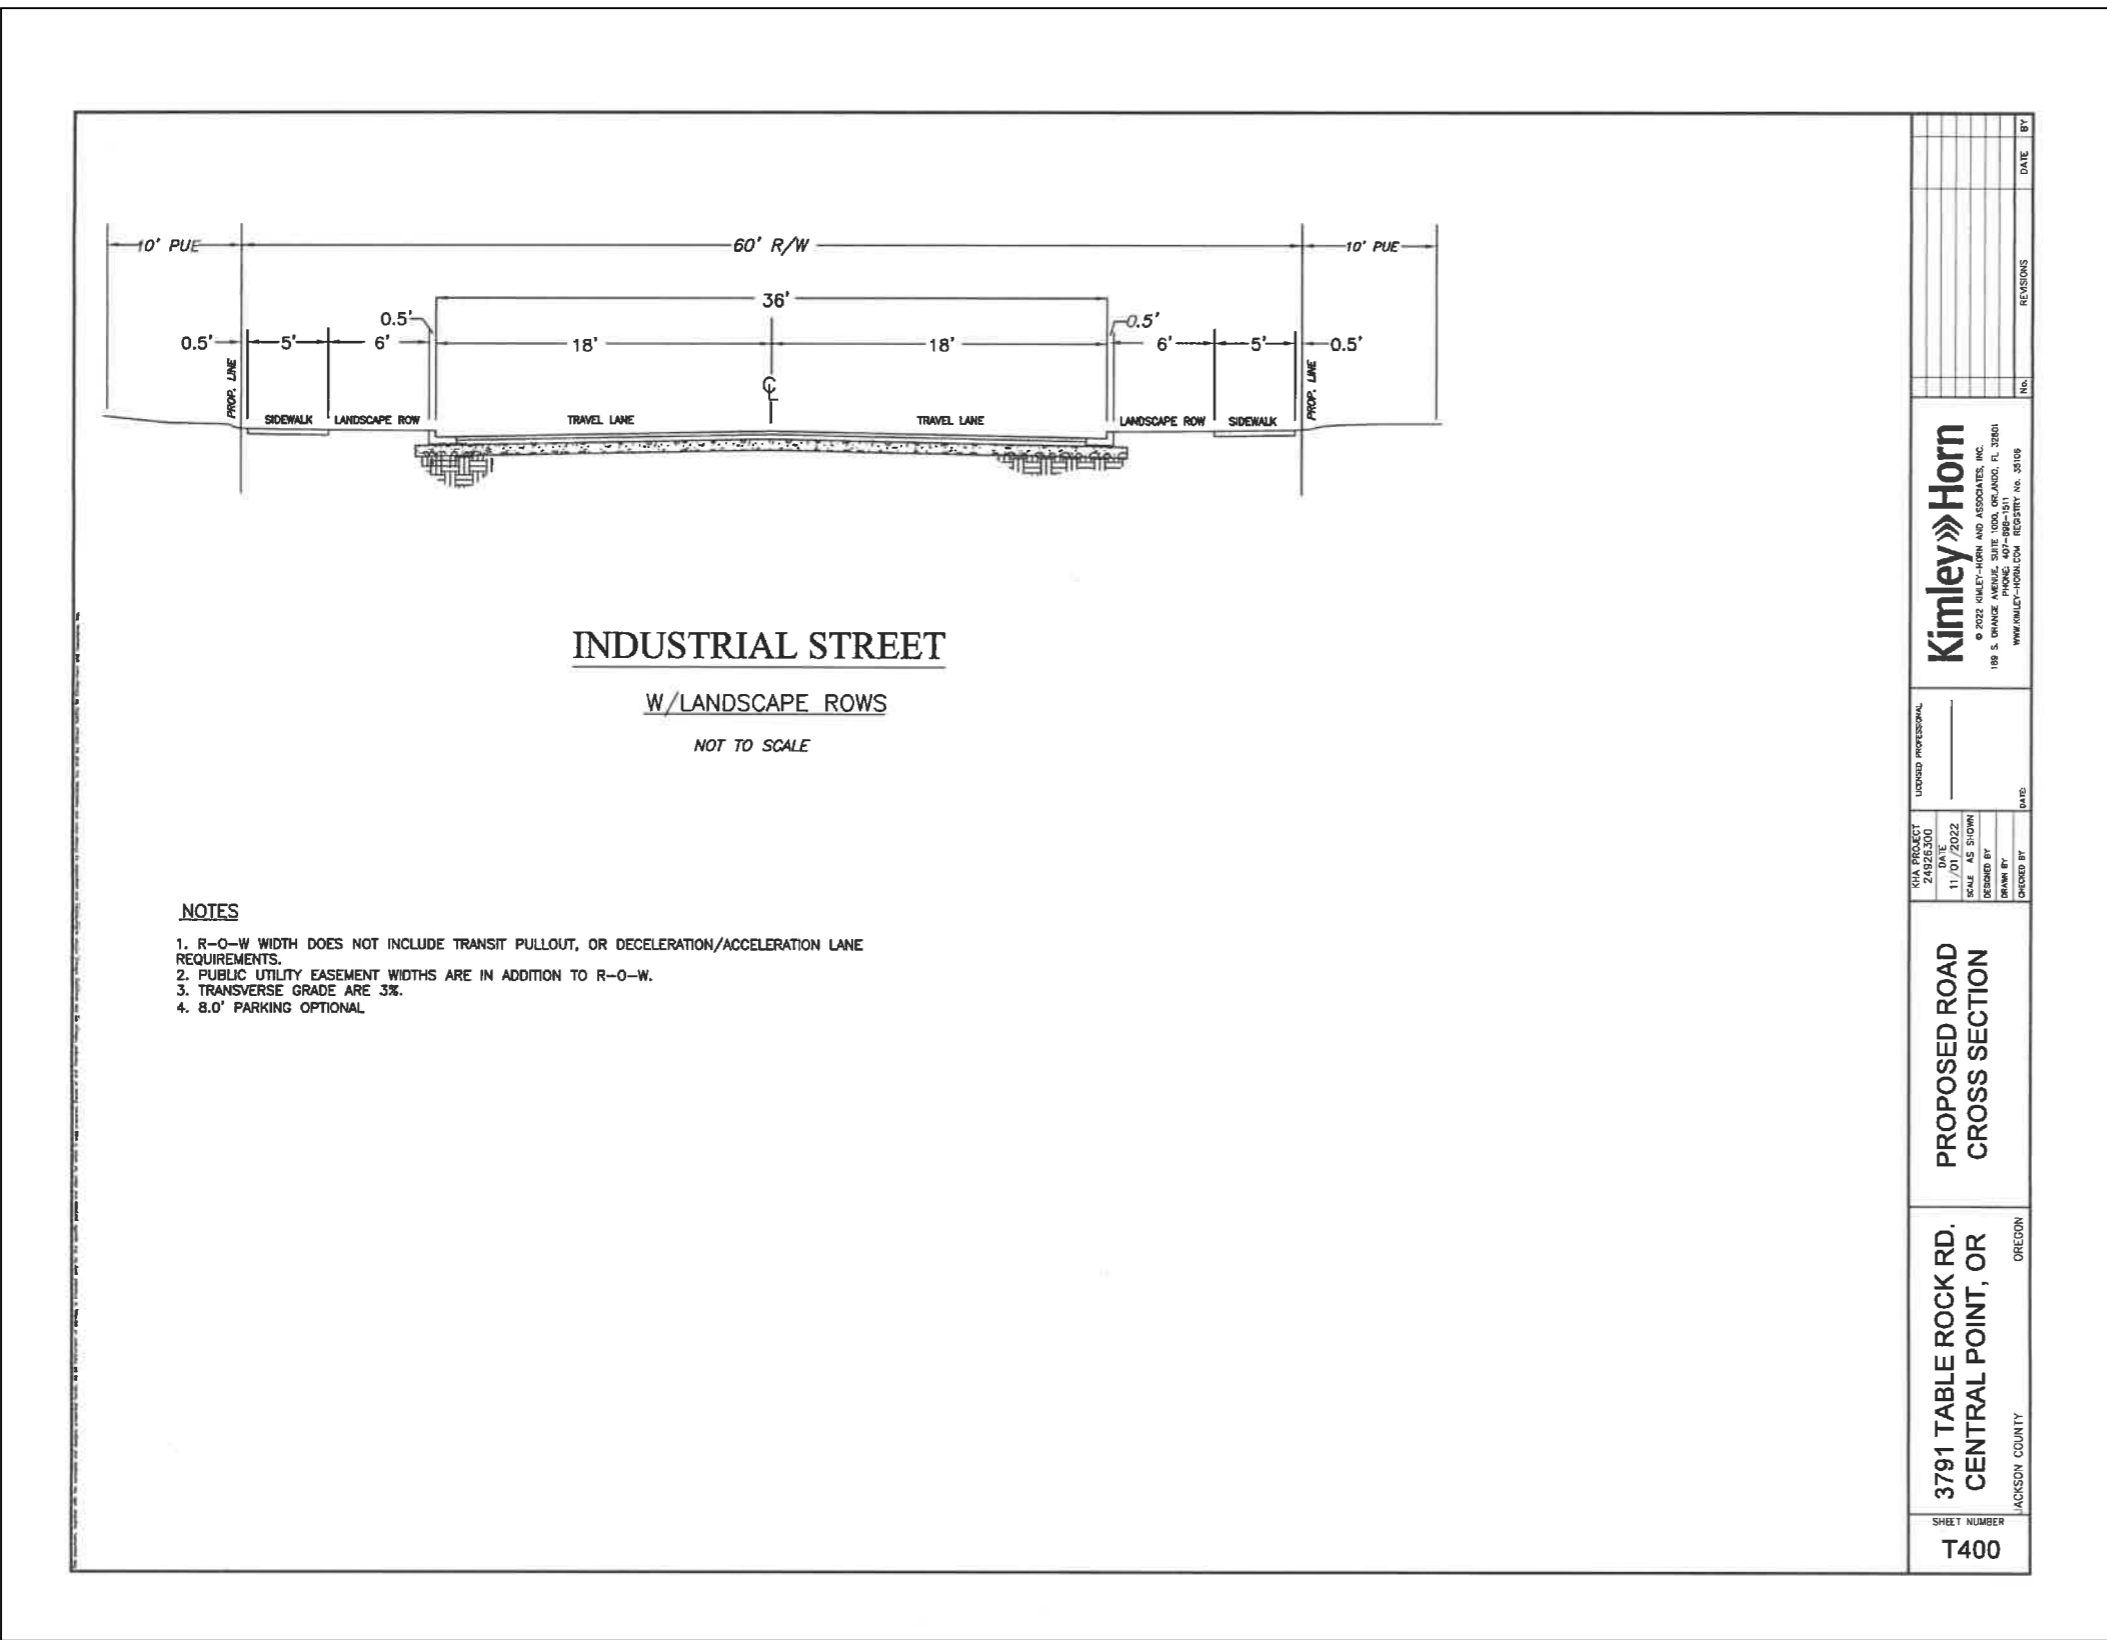 10' PUE 60' R/W 10' PUE
36'
0.5' 0.5'
0.5' 5' 6' 18' 18' 6' 5' 0.5'
PROP. LINE
PROP. LINE
CL
SIDEWALK LANDSCAPE ROW TRAVEL LANE TRAVEL LANE LANDSCAPE ROW SIDEWALK
INDUSTRIAL STREET
W/LANDSCAPE ROWS
NOT TO SCALE
NOTES
1. R-O-W WIDTH DOES NOT INCLUDE TRANSIT PULLOUT, OR DECELERATION/ACCELERATION LANE
REQUIREMENTS.
2. PUBLIC UTILITY EASEMENT WIDTHS ARE IN ADDITION TO R-O-W.
3. TRANSVERSE GRADE ARE 3%.
4. 8.0' PARKING OPTIONAL
No. REVISIONS DATE BY
Kimley»Horn
© 2022 KIMLEY-HORN AND ASSOCIATES, INC.
189 S. ORANGE AVENUE, SUITE 1000, ORLANDO, FL 32801
PHONE: 407-898-1511
WWW.KIMLEY-HORN.COM REGISTRY No. 35106
LICENSED PROFESSIONAL
DATE:
KHA PROJECT
24926300
DATE
11/01/2022
SCALE AS SHOWN
DESIGNED BY
DRAWN BY
CHECKED BY
PROPOSED ROAD
CROSS SECTION
3791 TABLE ROCK RD.
CENTRAL POINT, OR
JACKSON COUNTY OREGON
SHEET NUMBER
T400